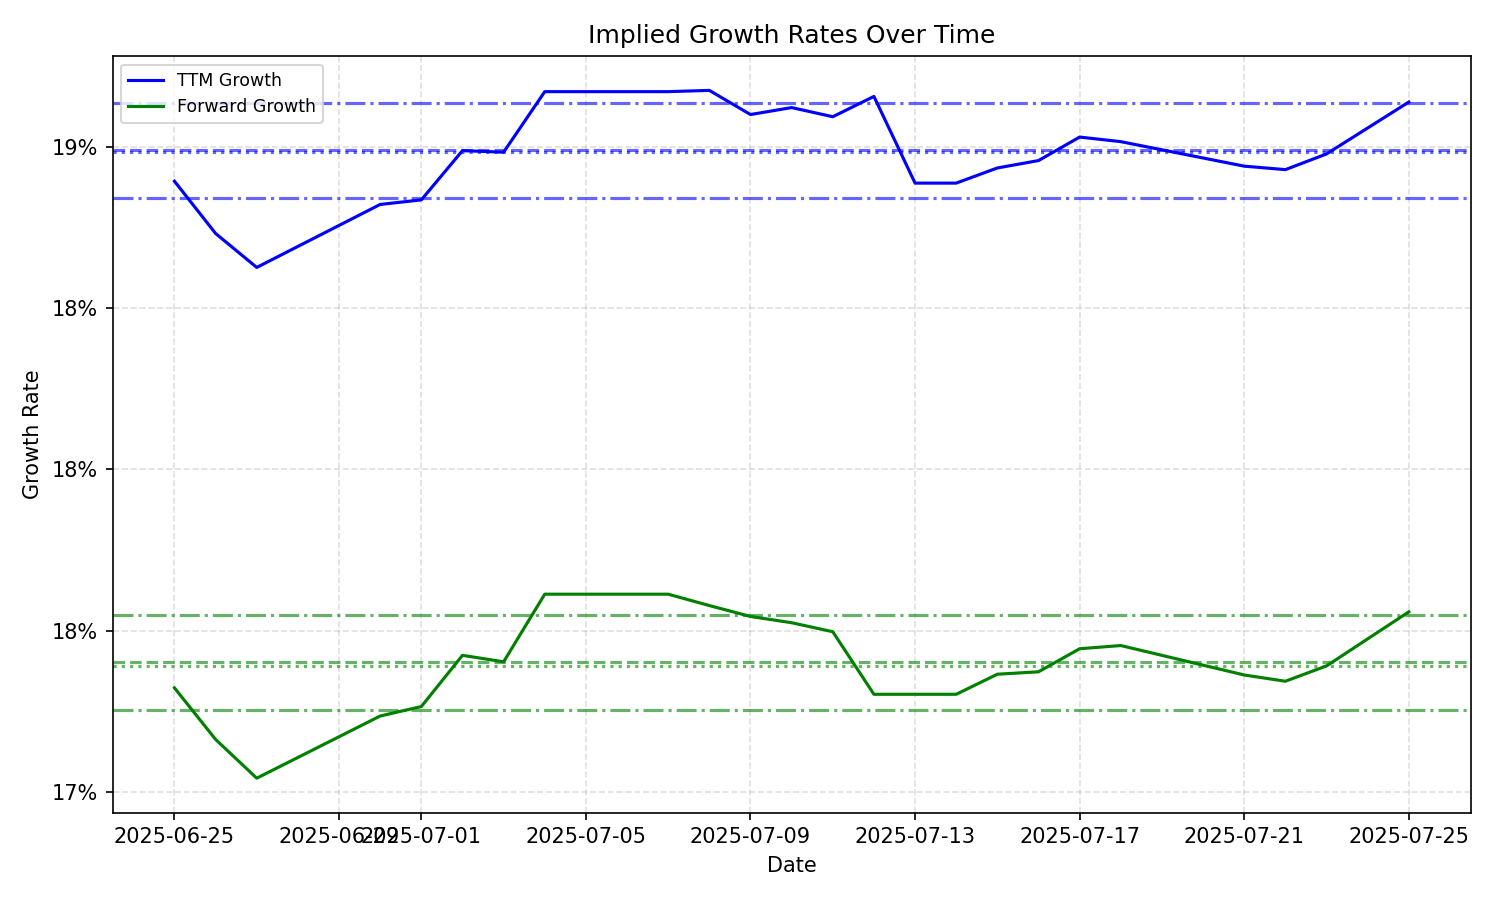 Implied Growth Rates Over Time
TTM Growth
Forward Growth
19%
18%
18%
18%
17%
Growth Rate
2025-06-25 2025-06-29 2025-07-01 2025-07-05 2025-07-09 2025-07-13 2025-07-17 2025-07-21 2025-07-25
Date